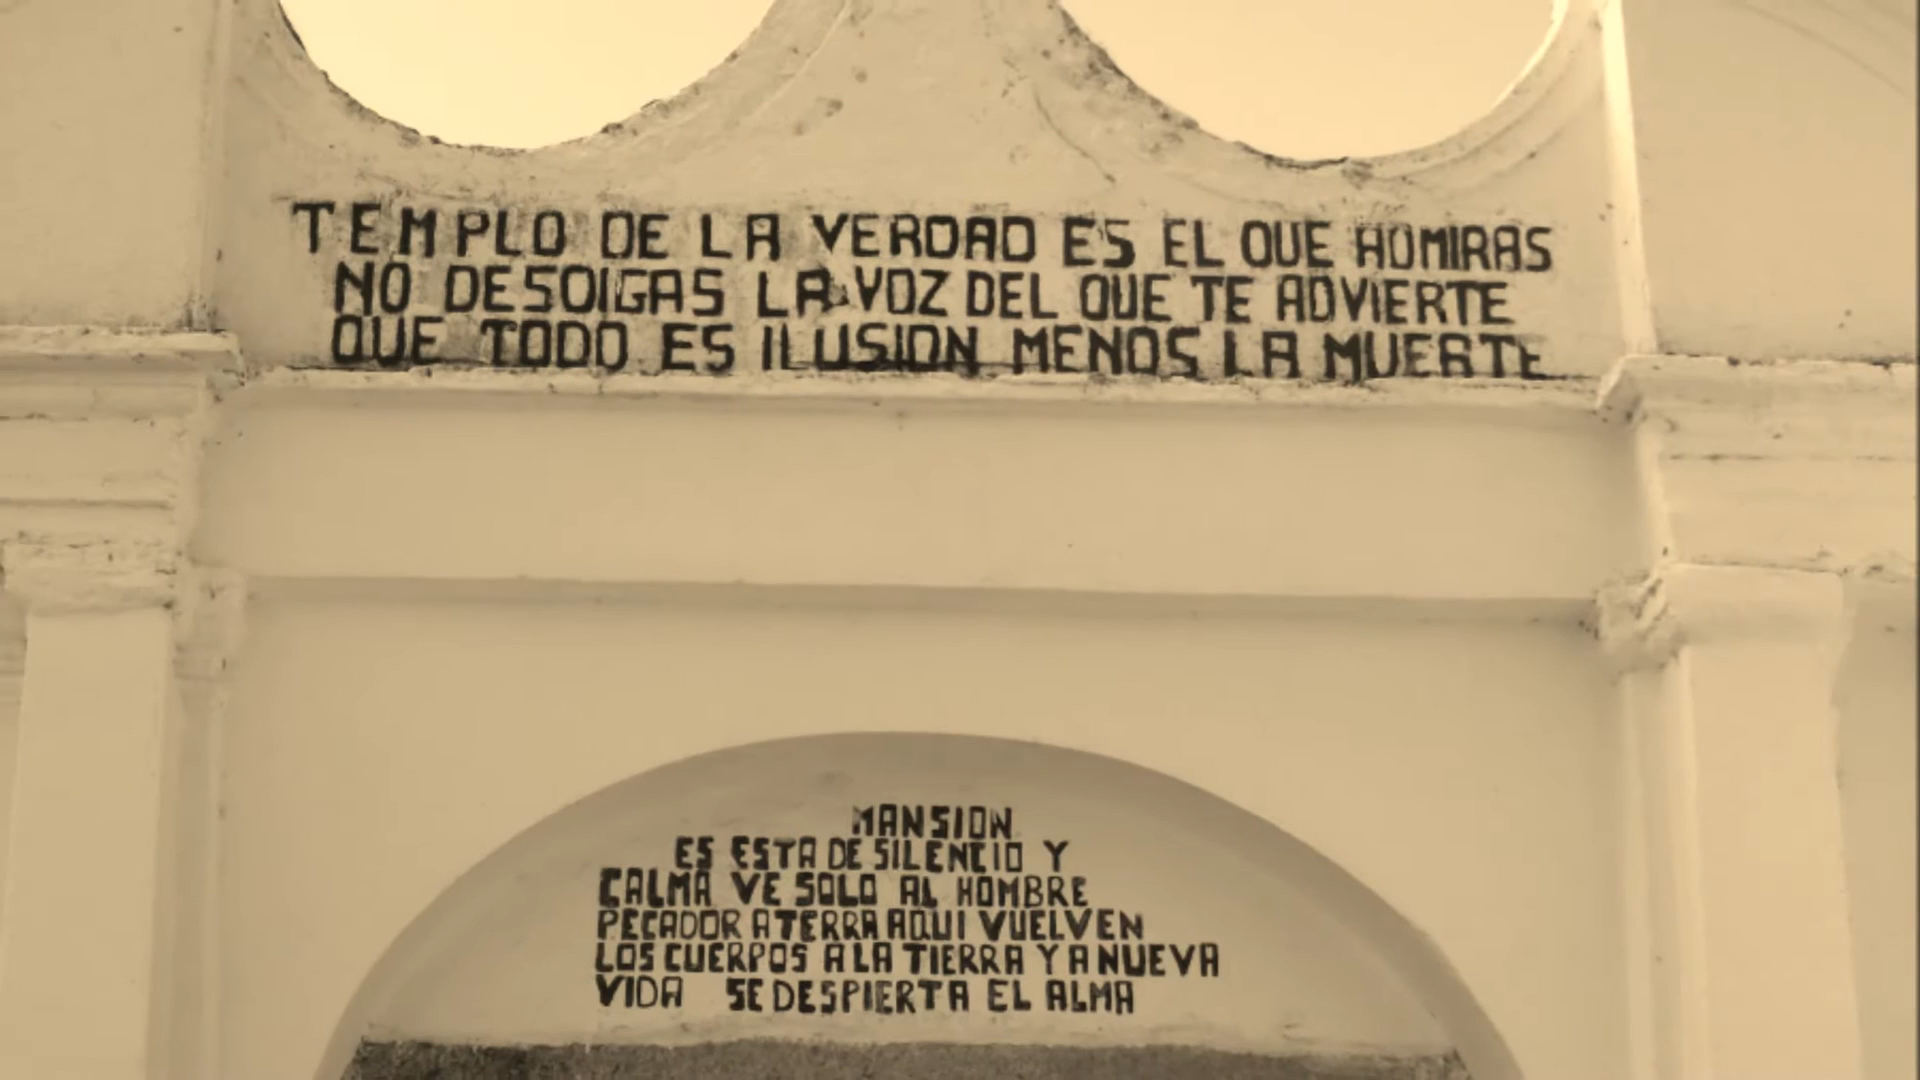 TEMPLO DE LA VERDAD ES EL QUE ADMIRAS
NO DESOIGAS LA VOZ DEL QUE TE ADVIERTE
QUE TODO ES ILUSION MENOS LA MUERTE
MANSION
ES ESTA DE SILENCIO Y
CALMA VE SOLO AL HOMBRE
PECADOR ATERRA AQUI VUELVEN
LOS CUERPOS A LA TIERRA Y A NUEVA
VIDA SE DESPIERTA EL ALMA